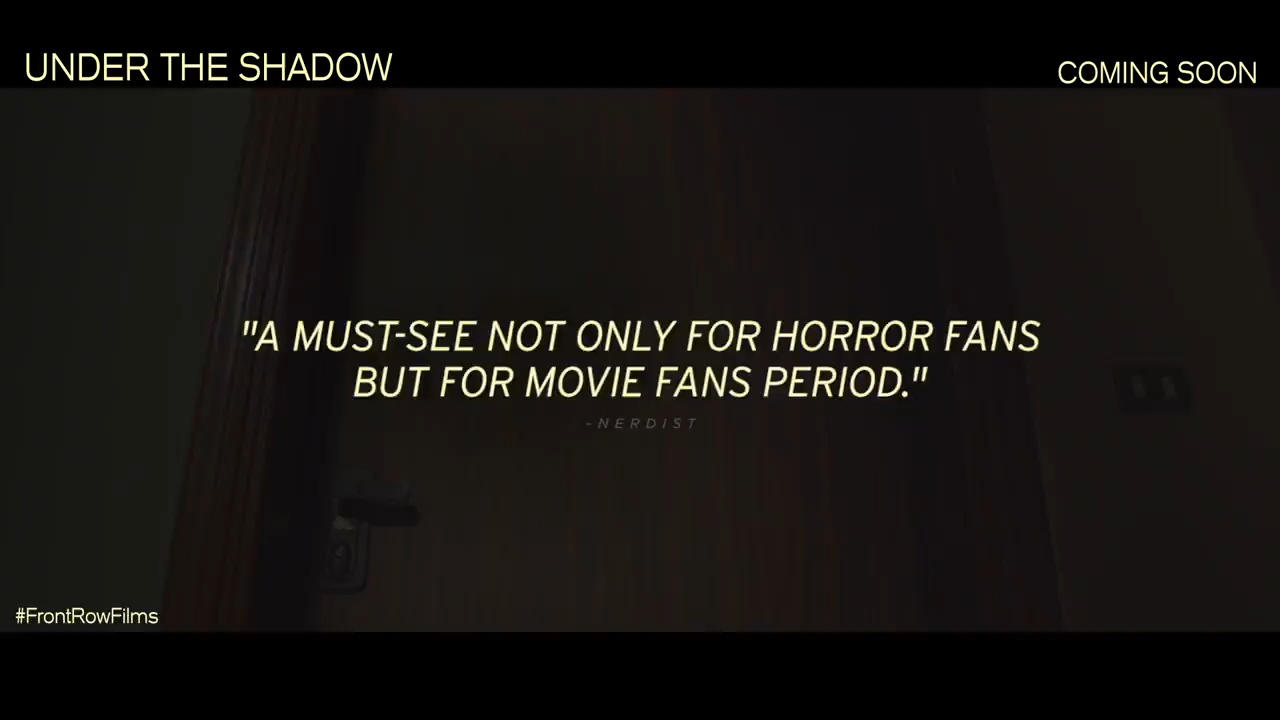 UNDER THE SHADOW
COMING SOON
"A MUST-SEE NOT ONLY FOR HORROR FANS
BUT FOR MOVIE FANS PERIOD."
-NERDIST
#FrontRowFilms